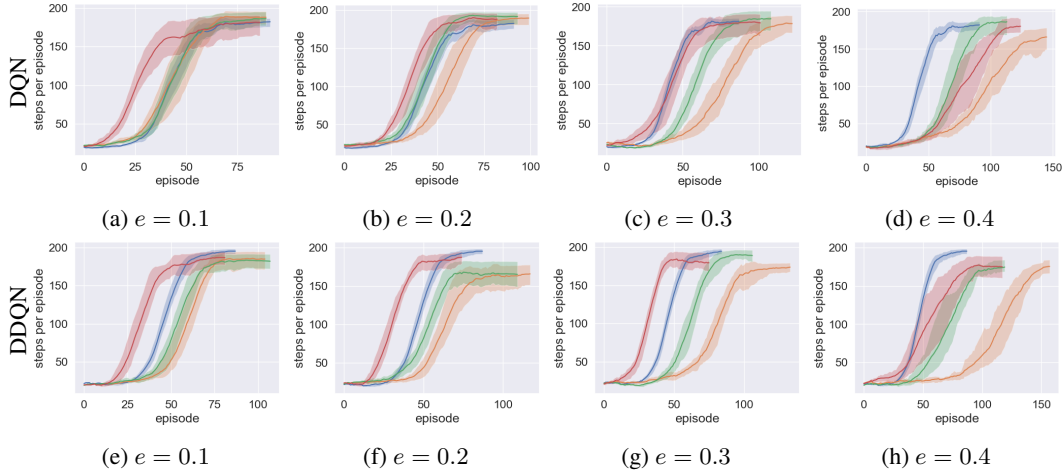 DQN
steps per episode
200
150
100
50
0
25
50
75
episode
(a) e = 0.1
steps per episode
200
150
100
50
0
25
50
75
100
episode
(b) e = 0.2
steps per episode
200
150
100
50
0
50
100
episode
(c) e = 0.3
steps per episode
200
150
100
50
0
50
100
150
episode
(d) e = 0.4
DDQN
steps per episode
200
150
100
50
0
25
50
75
100
episode
(e) e = 0.1
steps per episode
200
150
100
50
0
50
100
episode
(f) e = 0.2
steps per episode
200
150
100
50
0
50
100
episode
(g) e = 0.3
steps per episode
200
150
100
50
0
50
100
150
episode
(h) e = 0.4